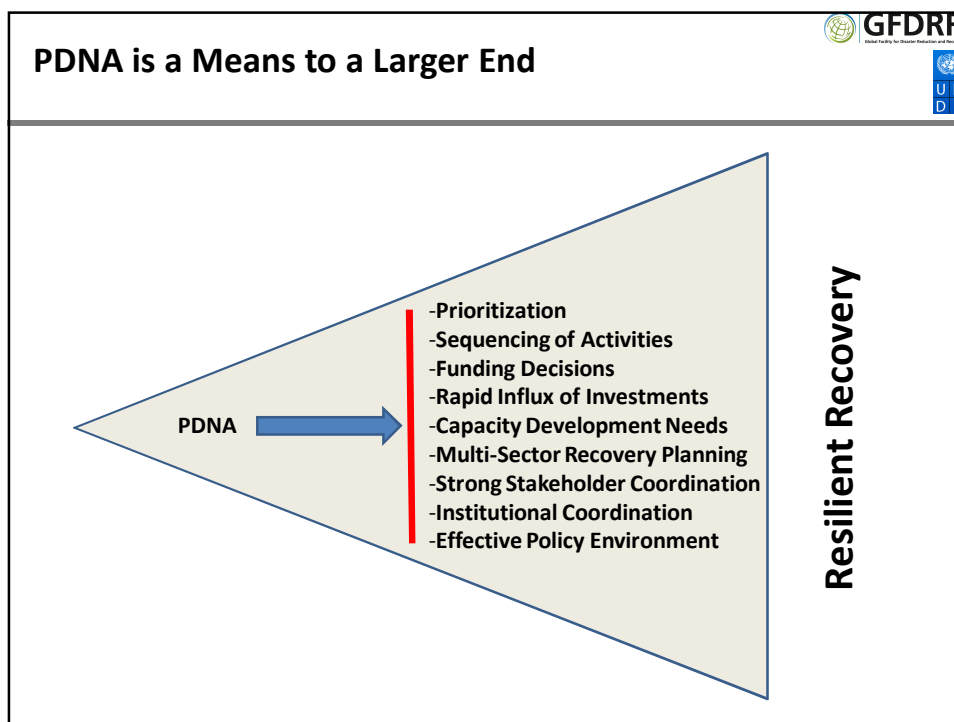 GFDRR
PDNA is a Means to a Larger End
U
D
-Prioritization
-Sequencing of Activities
-Funding Decisions
-Rapid Influx of Investments
PDNA
-Capacity Development Needs
-Multi-Sector Recovery Planning
-Strong Stakeholder Coordination
-Institutional Coordination
-Effective Policy Environment
Resilient Recovery